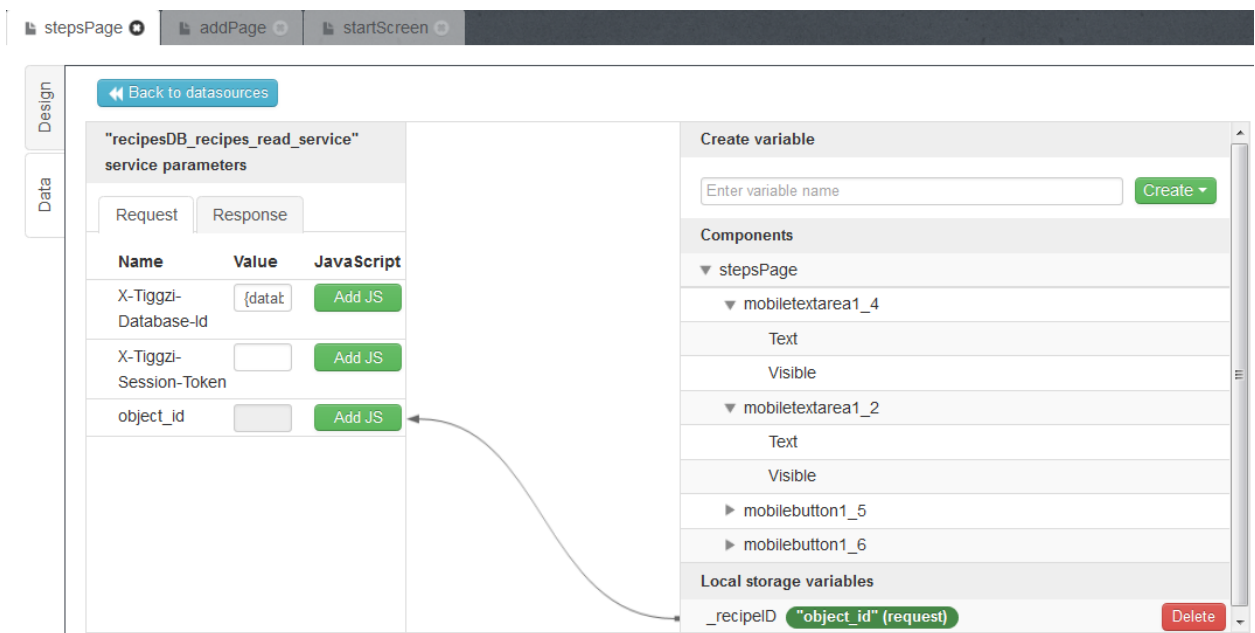 stepsPage addPage startScreen
Design
Data
Back to datasources
"recipesDB_recipes_read_service"
service parameters
Request Response
Name Value JavaScript
X-Tiggzi-
Database-Id
{datab
Add JS
X-Tiggzi-
Session-Token
Add JS
object_id
Add JS
Create variable
Enter variable name
Create
Components
stepsPage
mobiletextarea1_4
Text
Visible
mobiletextarea1_2
Text
Visible
mobilebutton1_5
mobilebutton1_6
Local storage variables
_recipeID "object_id" (request) Delete